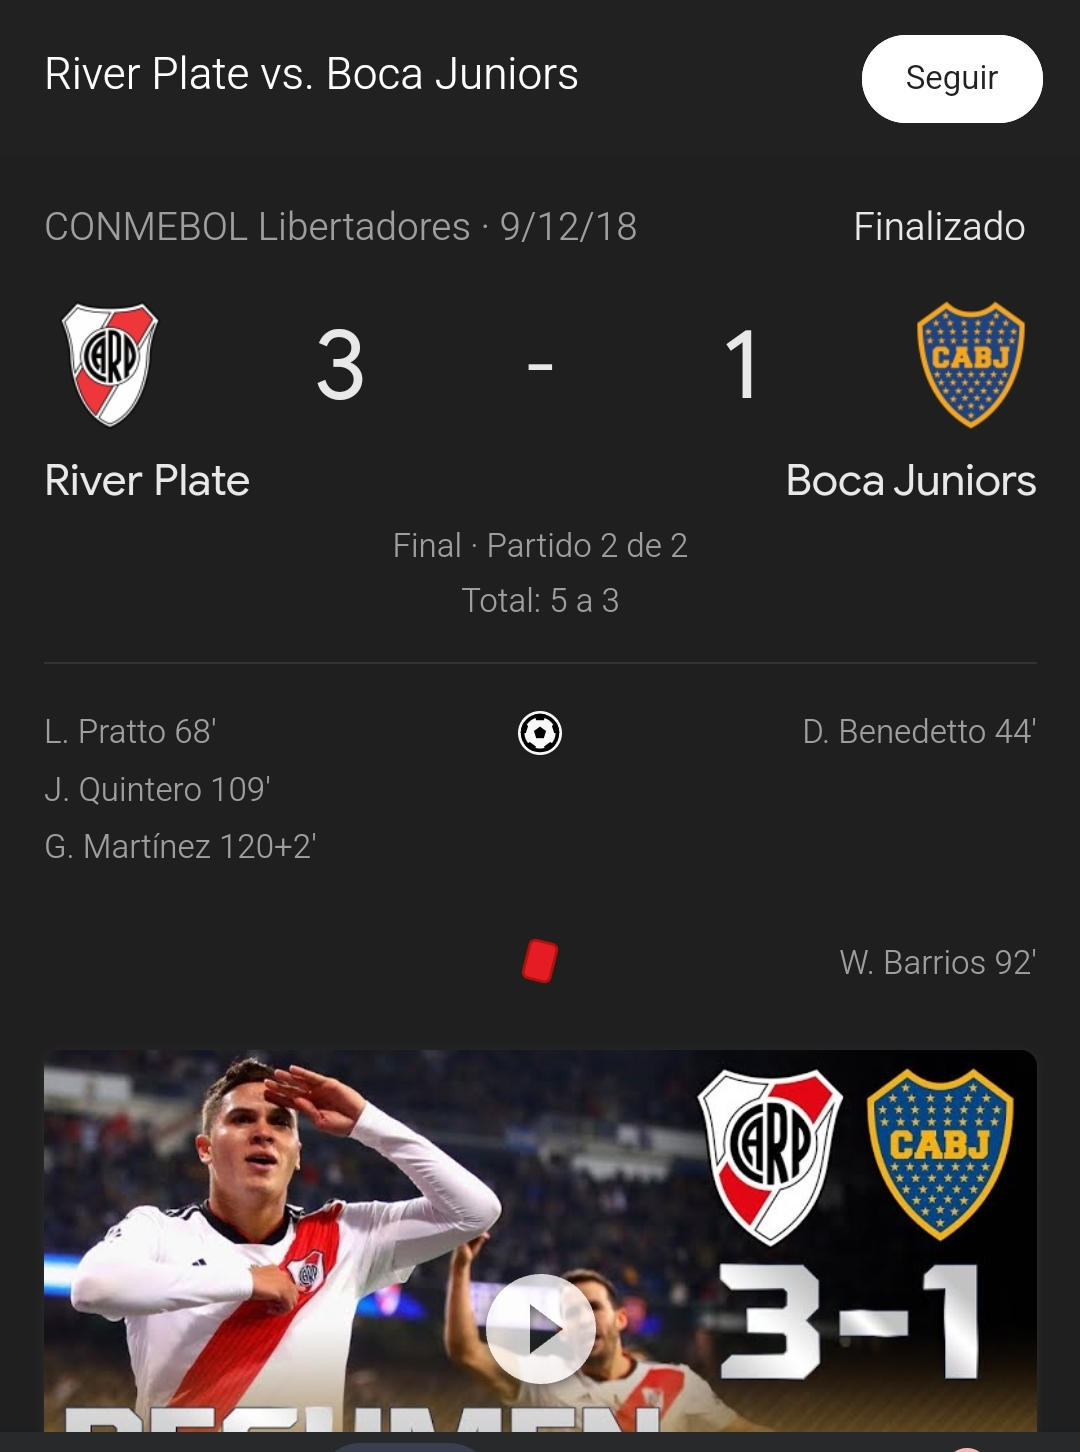 River Plate vs. Boca Juniors
Seguir
CONMEBOL Libertadores · 9/12/18
Finalizado
CARP
3 - 1
CABJ
River Plate
Boca Juniors
Final · Partido 2 de 2
Total: 5 a 3
L. Pratto 68'
D. Benedetto 44'
J. Quintero 109'
G. Martínez 120+2'
W. Barrios 92'
CARP
CABJ
3-1
RESUMEN